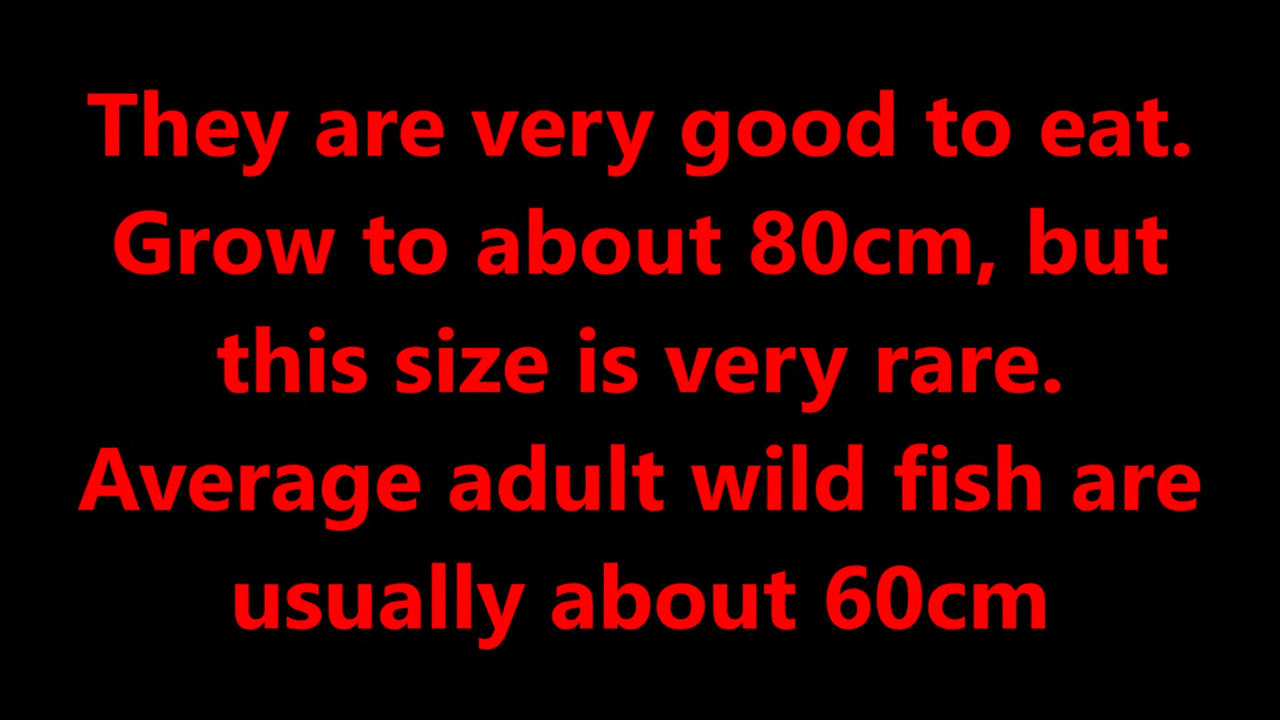 They are very good to eat.
Grow to about 80cm, but
this size is very rare.
Average adult wild fish are
usually about 60cm